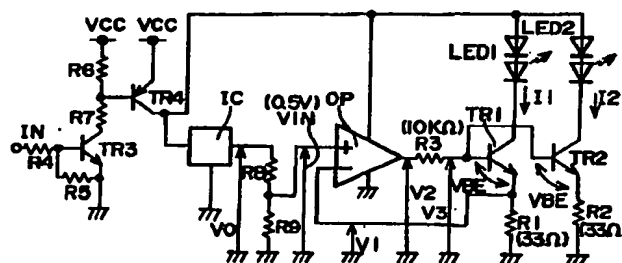 VCC VCC
LED2
LED1
R6
TR4
R7
IC
(0.5V)
VIN
OP
(10KΩ)
R3
TR1
I1
I2
IN
R4
TR3
R5
R8
R9
V0
V1
V2
V3
VBE
VBE
TR2
R1
(33Ω)
R2
(33Ω